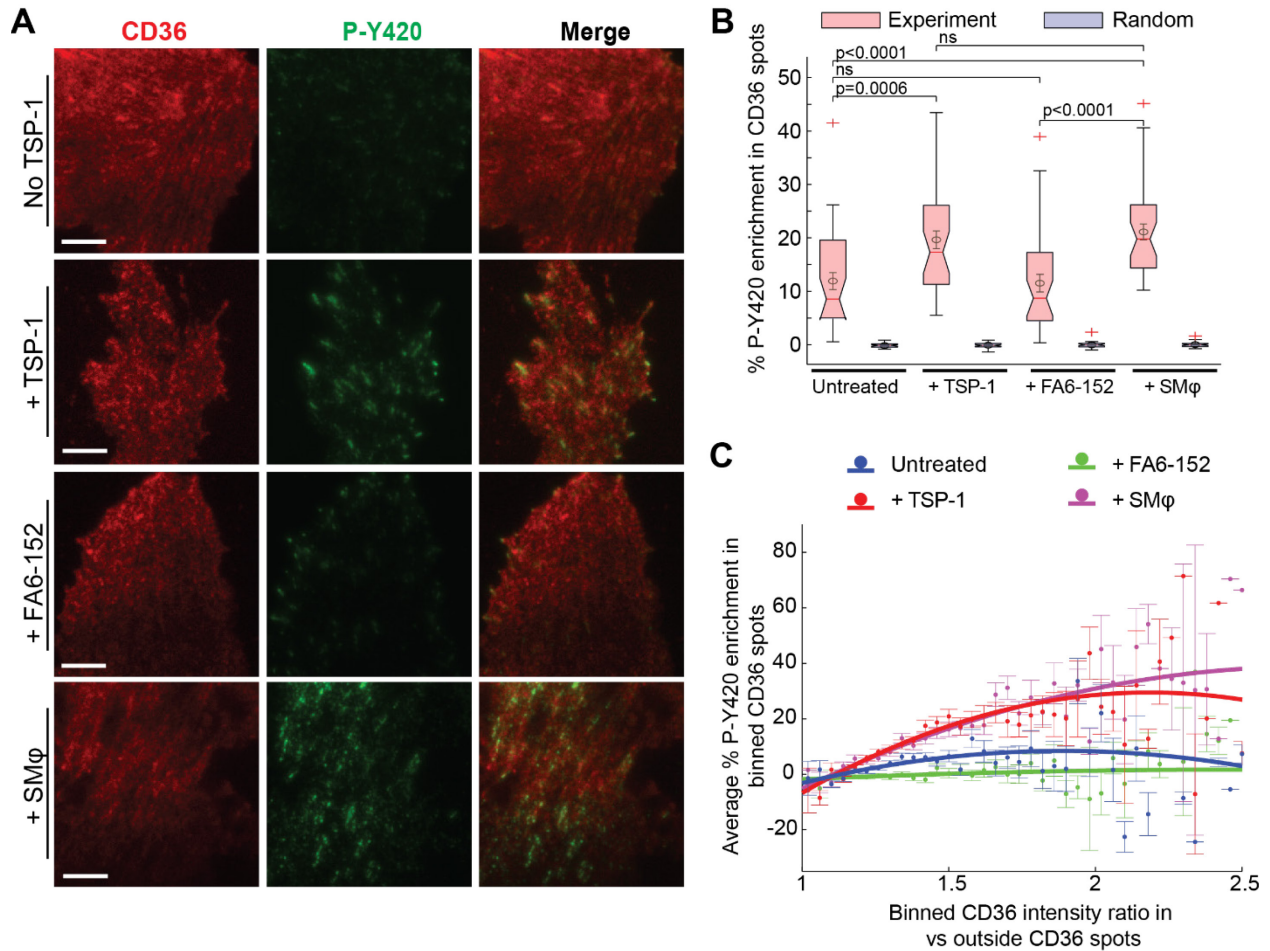 A
CD36
P-Y420
Merge
No TSP-1
+ TSP-1
+ FA6-152
+ SMφ
B
Experiment
Random
ns
p<0.0001
ns
p=0.0006
p<0.0001
% P-Y420 enrichment in CD36 spots
50
40
30
20
10
0
Untreated
+ TSP-1
+ FA6-152
+ SMφ
C
Untreated
+ FA6-152
+ TSP-1
+ SMφ
Average % P-Y420 enrichment in
binned CD36 spots
80
60
40
20
0
-20
1
1.5
2
2.5
Binned CD36 intensity ratio in
vs outside CD36 spots